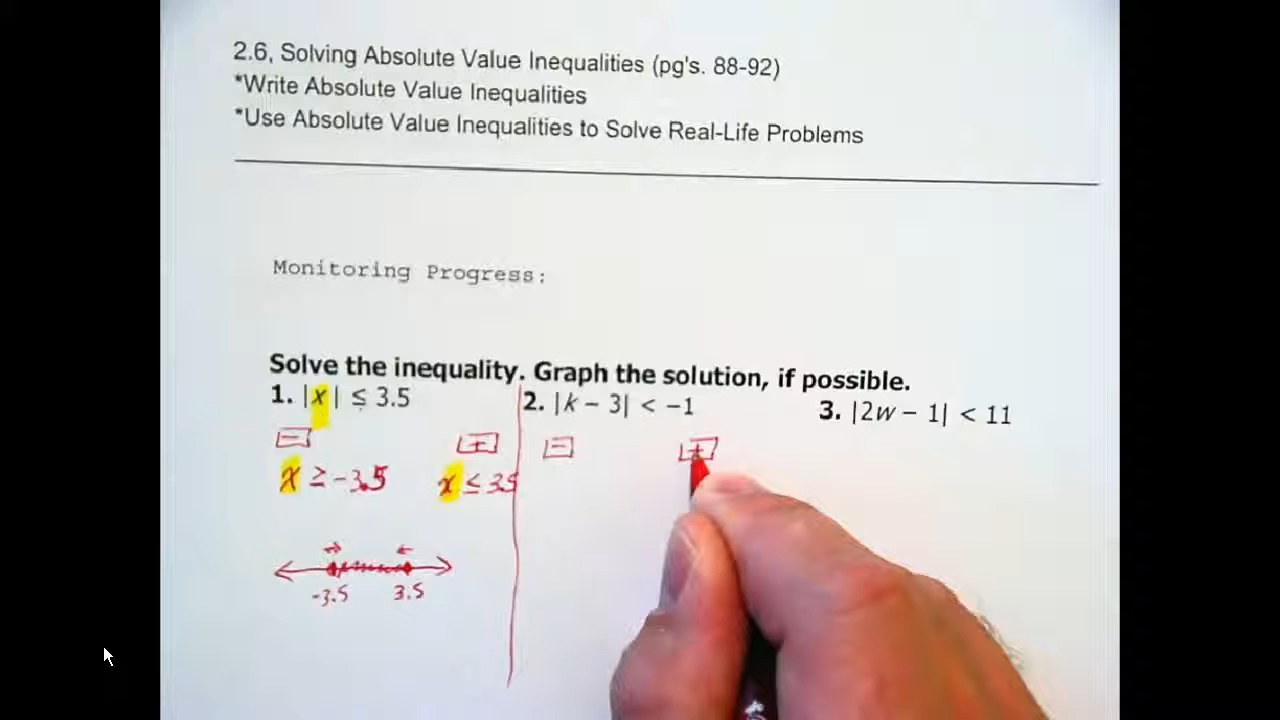 2.6, Solving Absolute Value Inequalities (pg's. 88-92)
*Write Absolute Value Inequalities
*Use Absolute Value Inequalities to Solve Real-Life Problems
Monitoring Progress:
Solve the inequality. Graph the solution, if possible.
1. |x| ≤ 3.5 2. |k − 3| < −1 3. |2w − 1| < 11
− + − +
x ≥ -3.5 x ≤ 3.5
-3.5 3.5